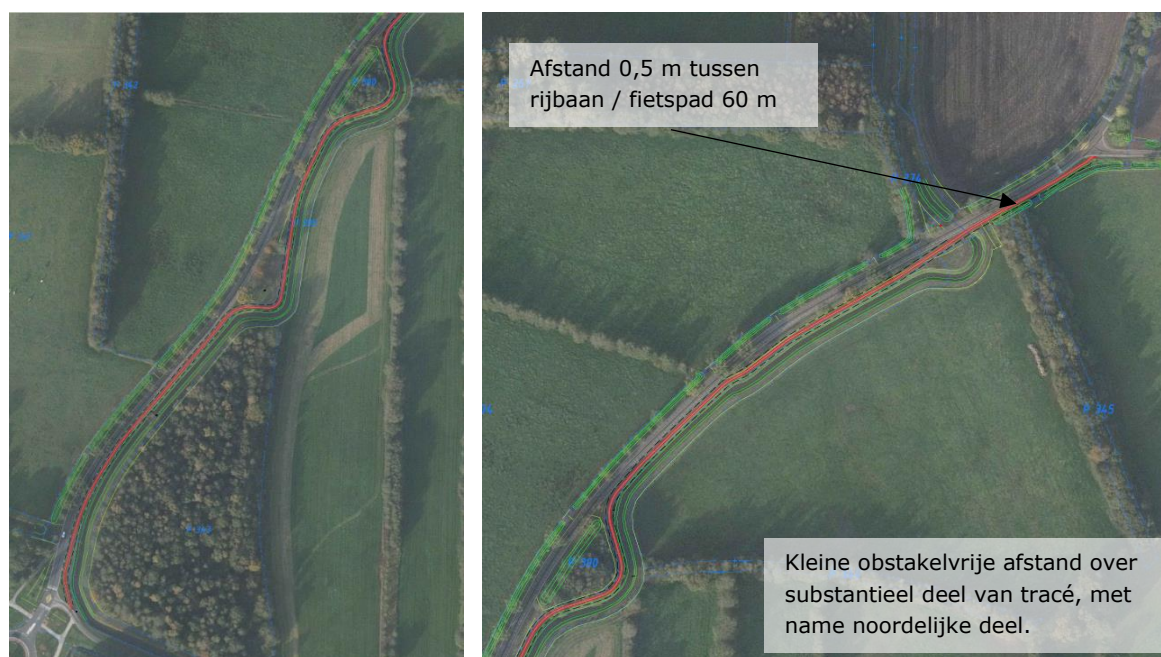 Afstand 0,5 m tussen
rijbaan / fietspad 60 m
P 345
Kleine obstakelvrije afstand over
substantieel deel van tracé, met
name noordelijke deel.